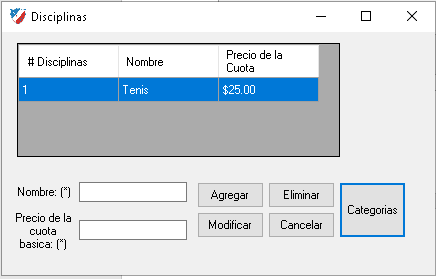 Disciplinas
# Disciplinas
Nombre
Precio de la
Cuota
1
Tenis
$25.00
Nombre: (*)
Agregar
Eliminar
Categorias
Precio de la
cuota
basica: (*)
Modificar
Cancelar